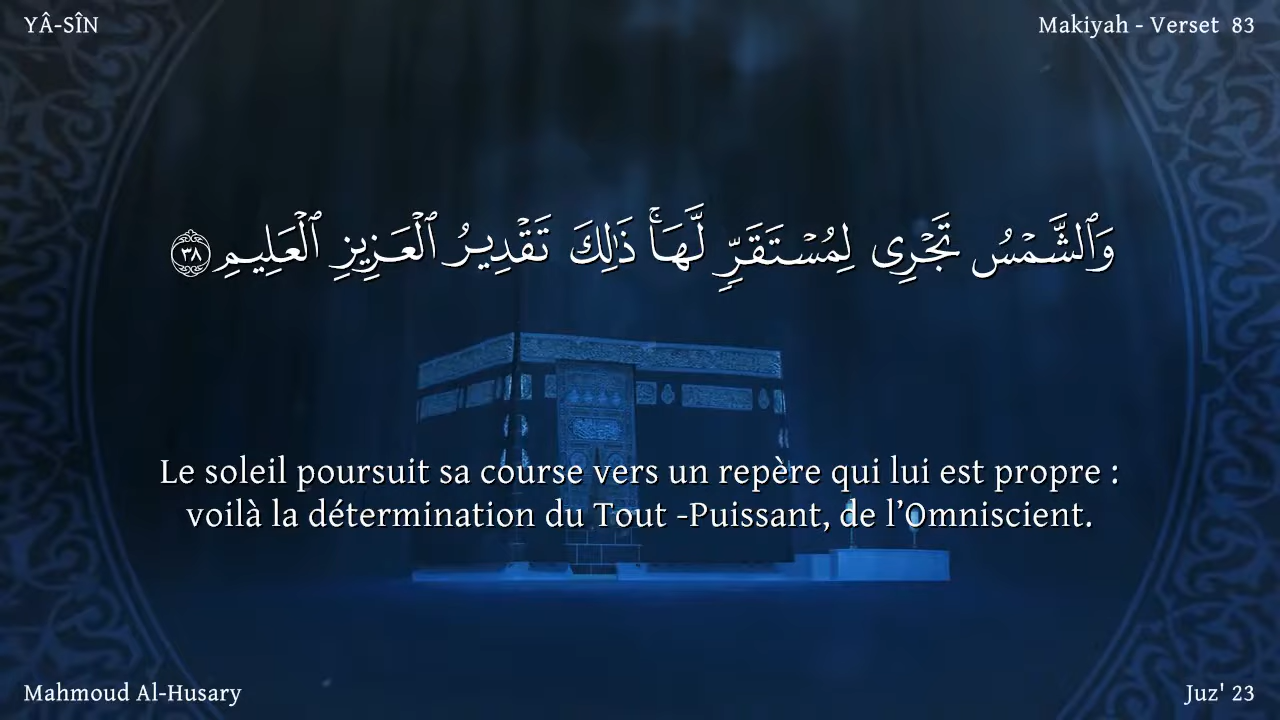 YÂ-SÎN
Makiyah - Verset 83
وَٱلشَّمْسُ تَجْرِى لِمُسْتَقَرٍّ لَّهَا ۚ ذَٰلِكَ تَقْدِيرُ ٱلْعَزِيزِ ٱلْعَلِيمِ ٣٨
Le soleil poursuit sa course vers un repère qui lui est propre :
voilà la détermination du Tout -Puissant, de l’Omniscient.
Mahmoud Al-Husary
Juz' 23